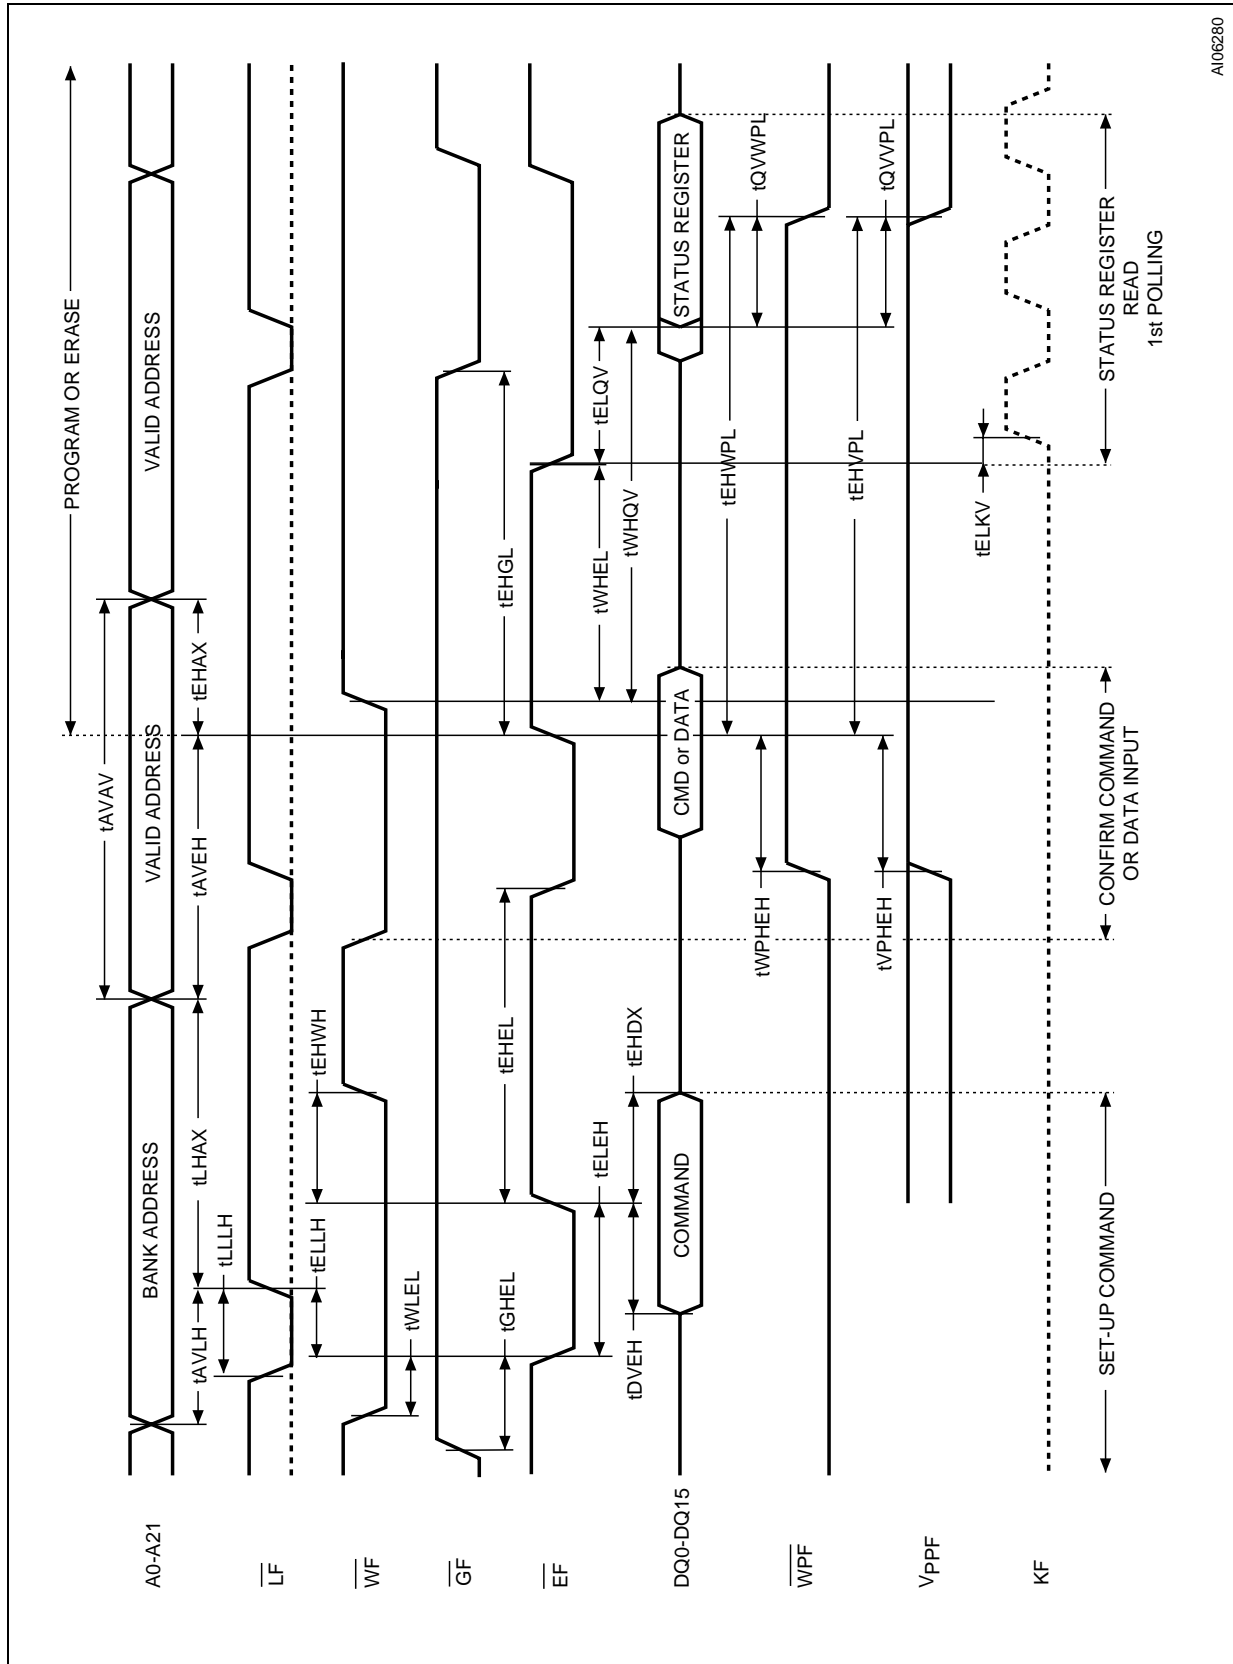 AI06280
PROGRAM OR ERASE
tAVAV
A0-A21
BANK ADDRESS
VALID ADDRESS
VALID ADDRESS
tAVLH
tLHAX
tAVEH
tEHAX
tLLLH
LF
tELLH
tEHWH
WF
tWLEL
GF
tGHEL
tEHEL
tEHGL
EF
tELEH
tWHEL
tELQV
tDVEH
tEHDX
tWHQV
DQ0-DQ15
COMMAND
CMD or DATA
STATUS REGISTER
tEHWPL
tWPHEH
tQVWPL
WPF
tEHVPL
tVPHEH
tQVVPL
VPPF
tELKV
KF
SET-UP COMMAND
CONFIRM COMMAND
OR DATA INPUT
STATUS REGISTER
READ
1st POLLING